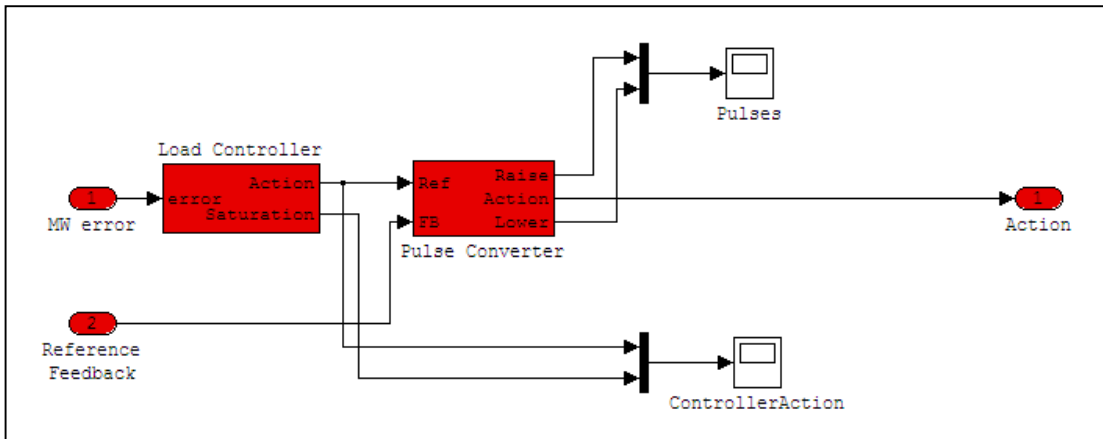 Pulses
Load Controller
Action
error
Saturation
Ref
FB
Raise
Action
Lower
Pulse Converter
1
MW error
1
Action
2
Reference
Feedback
ControllerAction